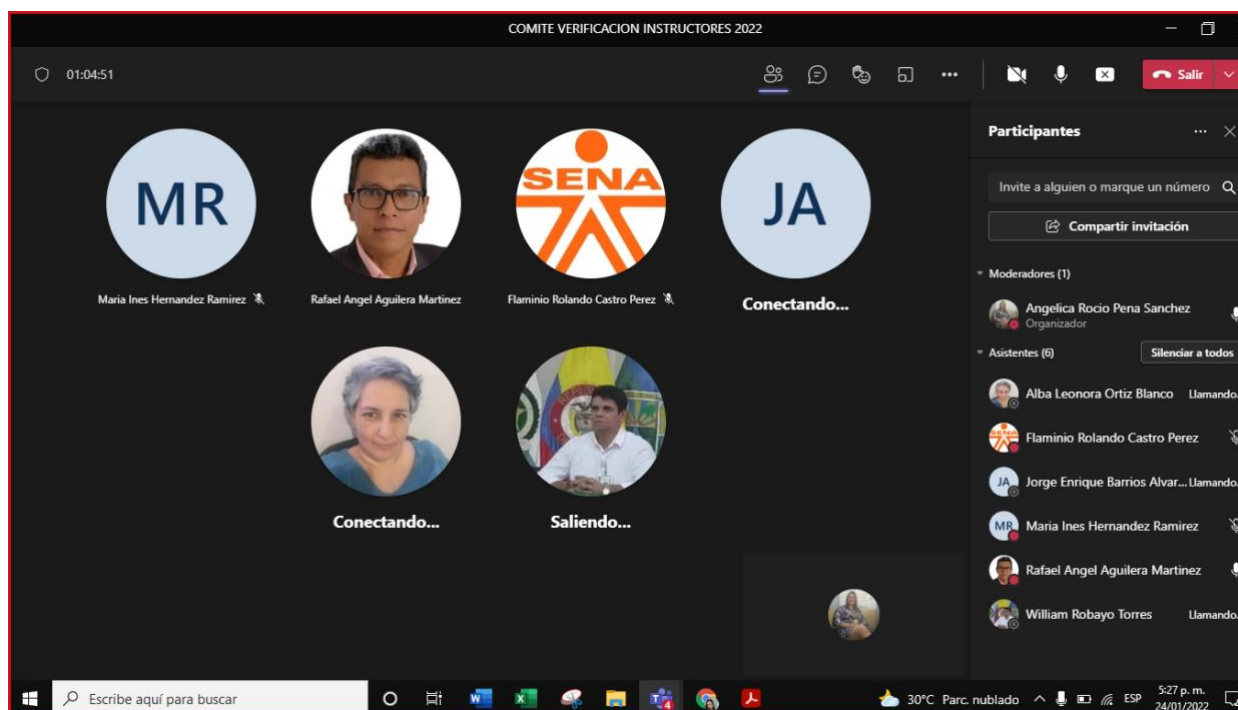 COMITE VERIFICACION INSTRUCTORES 2022
01:04:51
Salir
MR
SENA
JA
Maria Ines Hernandez Ramirez
Rafael Angel Aguilera Martinez
Flaminio Rolando Castro Perez
Conectando...
Conectando...
Saliendo...
Participantes
Invite a alguien o marque un número
Compartir invitación
Moderadores (1)
Angelica Rocio Pena Sanchez
Organizador
Asistentes (6)
Silenciar a todos
Alba Leonora Ortiz Blanco Llamando.
SENA
Flaminio Rolando Castro Perez
JA
Jorge Enrique Barrios Alvar... Llamando.
MR
Maria Ines Hernandez Ramirez
Rafael Angel Aguilera Martinez
William Robayo Torres Llamando.
Escribe aquí para buscar
4
30°C Parc. nublado
ESP
5:27 p. m.
24/01/2022